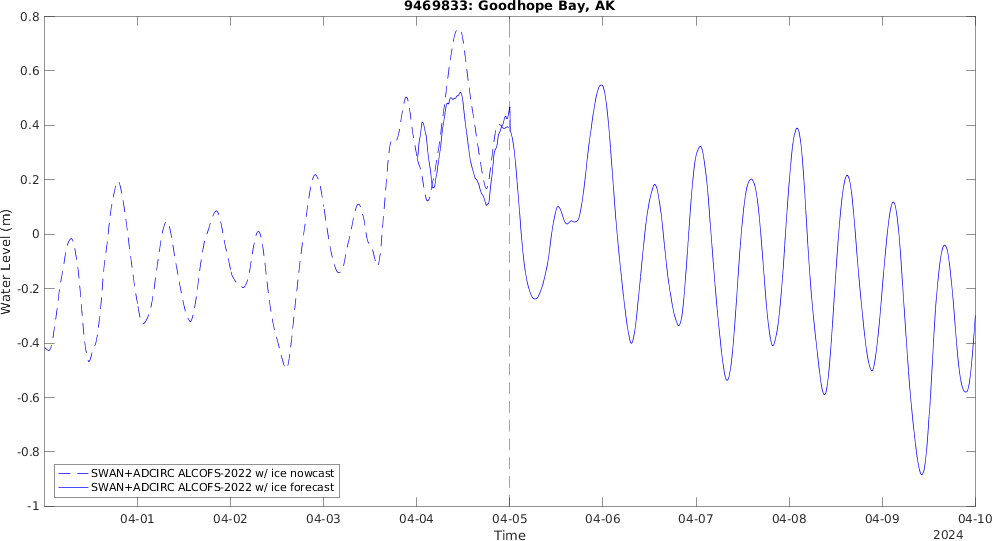 9469833: Goodhope Bay, AK
0.8
0.6
0.4
0.2
0
-0.2
-0.4
-0.6
-0.8
-1
Water Level (m)
SWAN+ADCIRC ALCOFS-2022 w/ ice nowcast
SWAN+ADCIRC ALCOFS-2022 w/ ice forecast
04-01 04-02 04-03 04-04 04-05 04-06 04-07 04-08 04-09 04-10
Time
2024